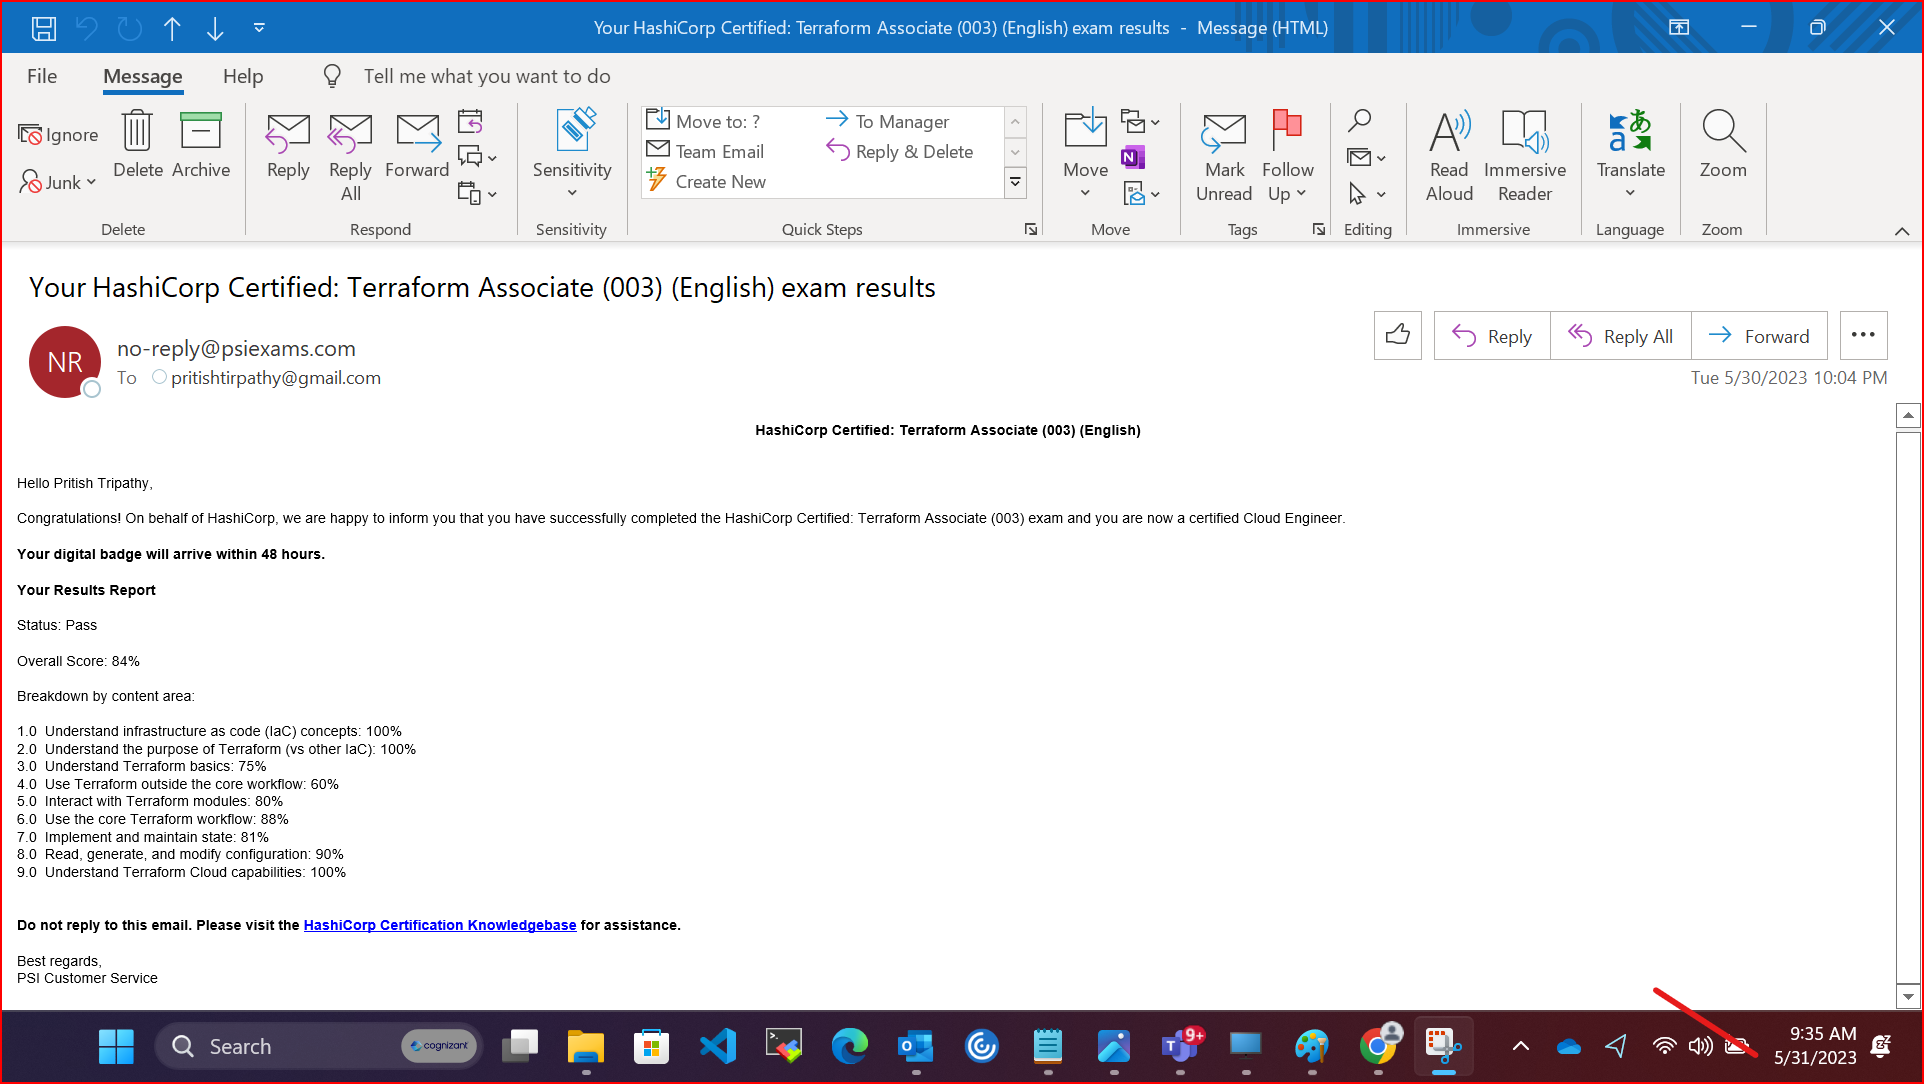 Your HashiCorp Certified: Terraform Associate (003) (English) exam results - Message (HTML)
File Message Help Tell me what you want to do
Ignore
Junk
Delete
Archive
Delete
Reply
Reply All
Forward
Respond
Sensitivity
Sensitivity
Move to: ? To Manager
Team Email Reply & Delete
Create New
Quick Steps
Move
N
Move
Mark Unread
Follow Up
Tags
Editing
Read Aloud
Immersive Reader
Immersive
a あ
Translate
Language
Zoom
Zoom
Your HashiCorp Certified: Terraform Associate (003) (English) exam results
NR
no-reply@psiexams.com
To pritishtirpathy@gmail.com
Reply Reply All Forward
Tue 5/30/2023 10:04 PM
HashiCorp Certified: Terraform Associate (003) (English)
Hello Pritish Tripathy,
Congratulations! On behalf of HashiCorp, we are happy to inform you that you have successfully completed the HashiCorp Certified: Terraform Associate (003) exam and you are now a certified Cloud Engineer.
Your digital badge will arrive within 48 hours.
Your Results Report
Status: Pass
Overall Score: 84%
Breakdown by content area:
1.0 Understand infrastructure as code (IaC) concepts: 100%
2.0 Understand the purpose of Terraform (vs other IaC): 100%
3.0 Understand Terraform basics: 75%
4.0 Use Terraform outside the core workflow: 60%
5.0 Interact with Terraform modules: 80%
6.0 Use the core Terraform workflow: 88%
7.0 Implement and maintain state: 81%
8.0 Read, generate, and modify configuration: 90%
9.0 Understand Terraform Cloud capabilities: 100%
Do not reply to this email. Please visit the HashiCorp Certification Knowledgebase for assistance.
Best regards,
PSI Customer Service
Search cognizant 9+ 9:35 AM
5/31/2023